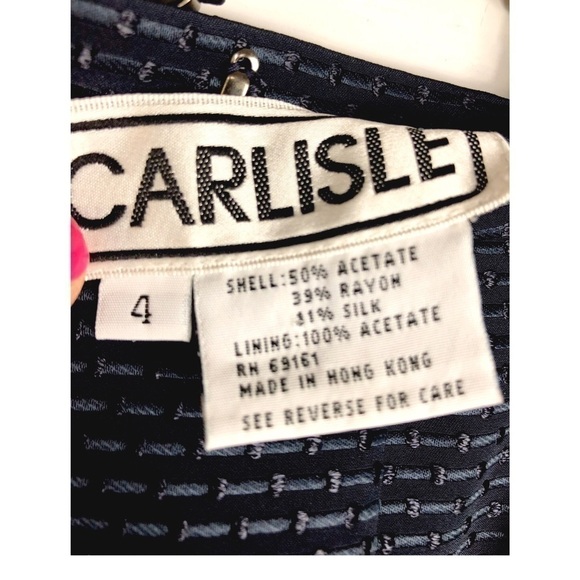 CARLISLE
4
SHELL:50% ACETATE
39% RAYON
11% SILK
LINING:100% ACETATE
RN 69161
MADE IN HONG KONG
SEE REVERSE FOR CARE